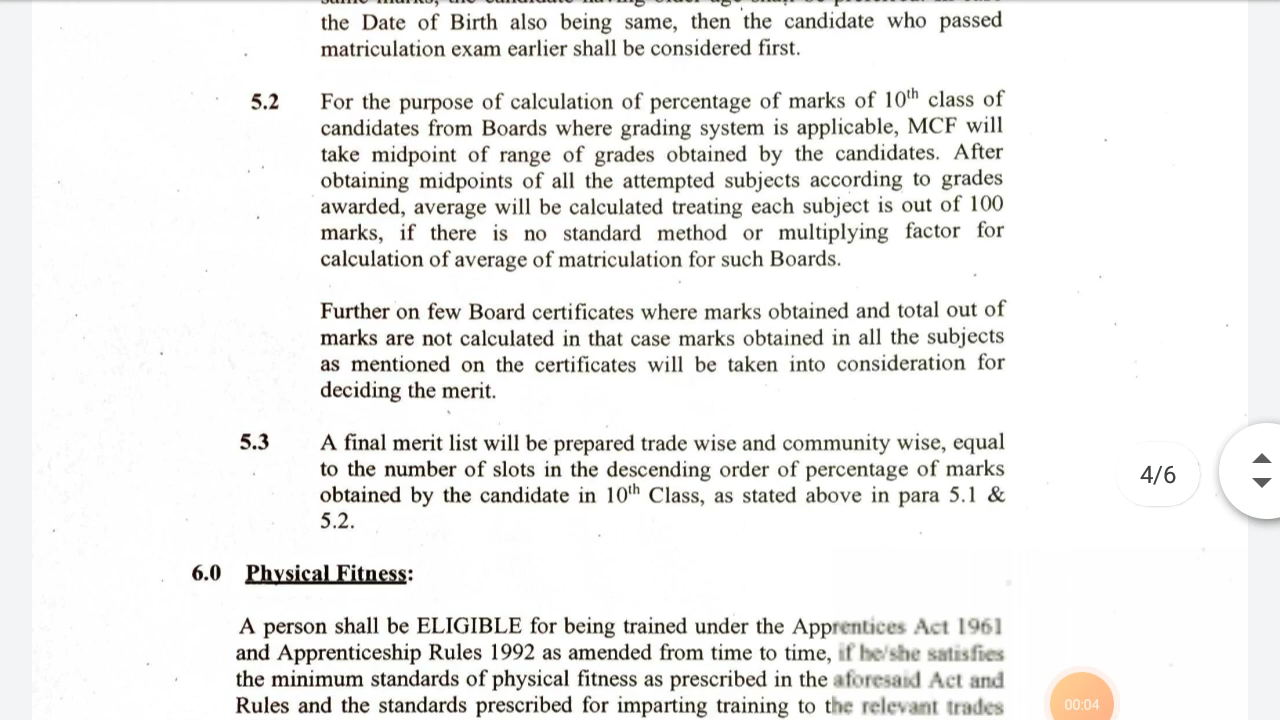 the Date of Birth also being same, then the candidate who passed
matriculation exam earlier shall be considered first.
5.2 For the purpose of calculation of percentage of marks of 10th class of
candidates from Boards where grading system is applicable, MCF will
take midpoint of range of grades obtained by the candidates. After
obtaining midpoints of all the attempted subjects according to grades
awarded, average will be calculated treating each subject is out of 100
marks, if there is no standard method or multiplying factor for
calculation of average of matriculation for such Boards.
Further on few Board certificates where marks obtained and total out of
marks are not calculated in that case marks obtained in all the subjects
as mentioned on the certificates will be taken into consideration for
deciding the merit.
5.3 A final merit list will be prepared trade wise and community wise, equal
to the number of slots in the descending order of percentage of marks
obtained by the candidate in 10th Class, as stated above in para 5.1 &
5.2.
4/6
6.0 Physical Fitness:
A person shall be ELIGIBLE for being trained under the Apprentices Act 1961
and Apprenticeship Rules 1992 as amended from time to time, if he/she satisfies
the minimum standards of physical fitness as prescribed in the aforesaid Act and
Rules and the standards prescribed for imparting training to the relevant trades
00:04